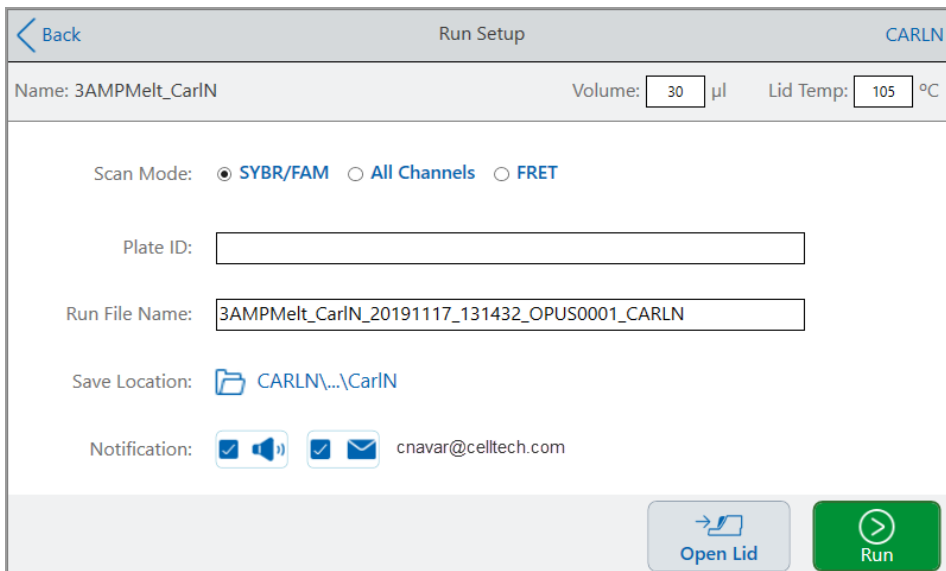 Back Run Setup CARLN
Name: 3AMPMelt_CarlN Volume: 30 µl Lid Temp: 105 ºC
Scan Mode: SYBR/FAM All Channels FRET
Plate ID:
Run File Name: 3AMPMelt_CarlN_20191117_131432_OPUS0001_CARLN
Save Location: CARLN\...\CarlN
Notification: cnavar@celltech.com
Open Lid Run